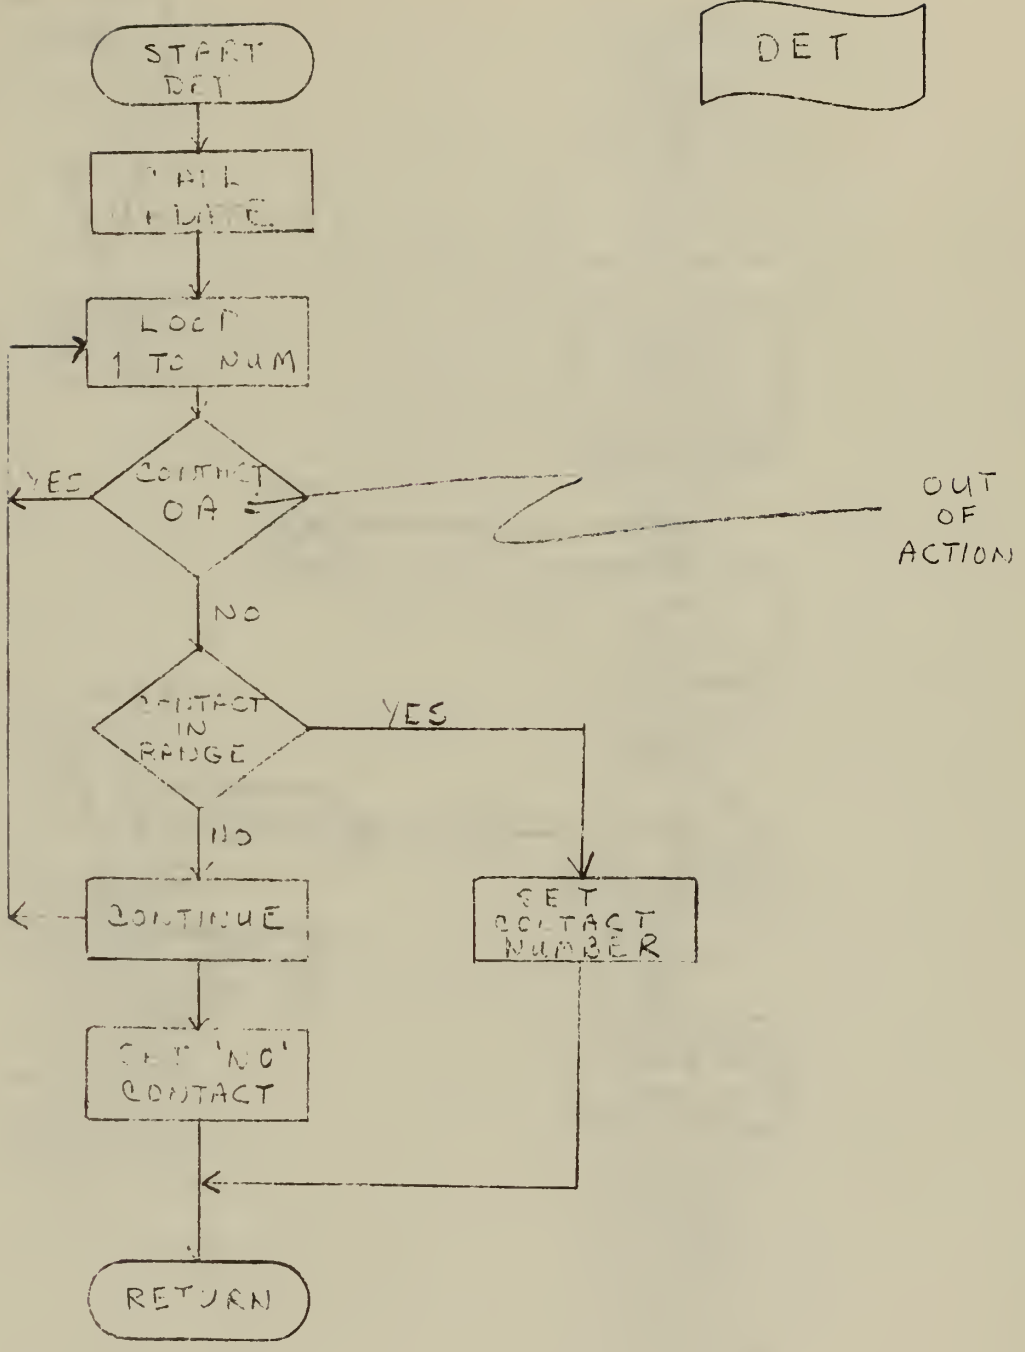 DET
START
DET
CALL
UPDATE
LOOP
1 TO NUM
CONTACT
OA
YES
OUT
OF
ACTION
NO
CONTACT
IN
RANGE
YES
NO
CONTINUE
SET
CONTACT
NUMBER
SET 'NO'
CONTACT
RETURN